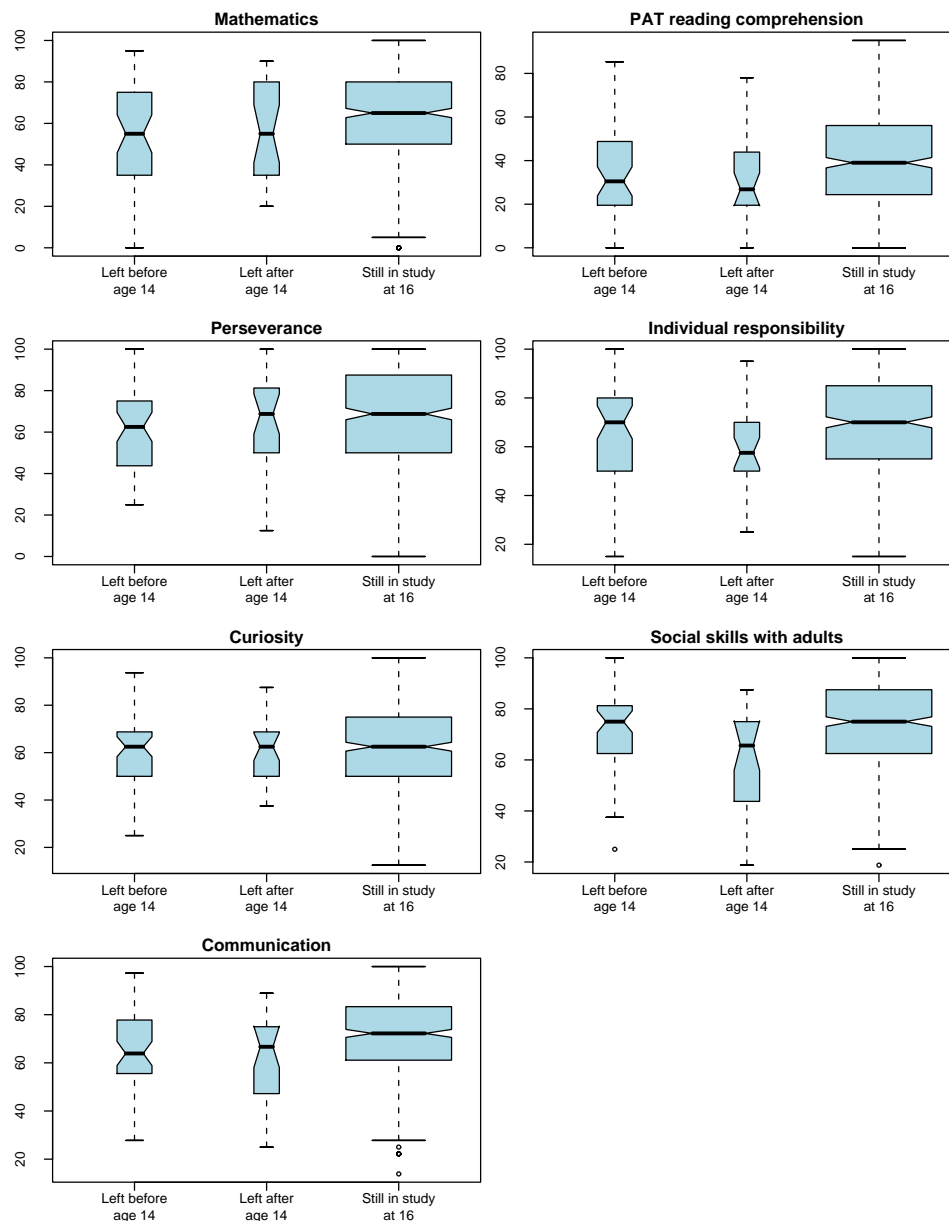 Mathematics
100
80
60
40
20
0
Left before
age 14
Left after
age 14
Still in study
at 16
PAT reading comprehension
80
60
40
20
0
Left before
age 14
Left after
age 14
Still in study
at 16
Perseverance
100
80
60
40
20
0
Left before
age 14
Left after
age 14
Still in study
at 16
Individual responsibility
100
80
60
40
20
Left before
age 14
Left after
age 14
Still in study
at 16
Curiosity
100
80
60
40
20
Left before
age 14
Left after
age 14
Still in study
at 16
Social skills with adults
100
80
60
40
20
Left before
age 14
Left after
age 14
Still in study
at 16
Communication
100
80
60
40
20
Left before
age 14
Left after
age 14
Still in study
at 16